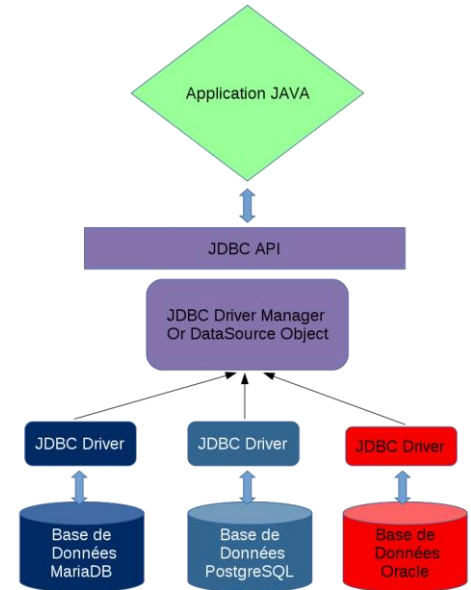 Application JAVA
JDBC API
JDBC Driver Manager
Or DataSource Object
JDBC Driver
JDBC Driver
JDBC Driver
Base de
Données
MariaDB
Base de
Données
PostgreSQL
Base de
Données
Oracle